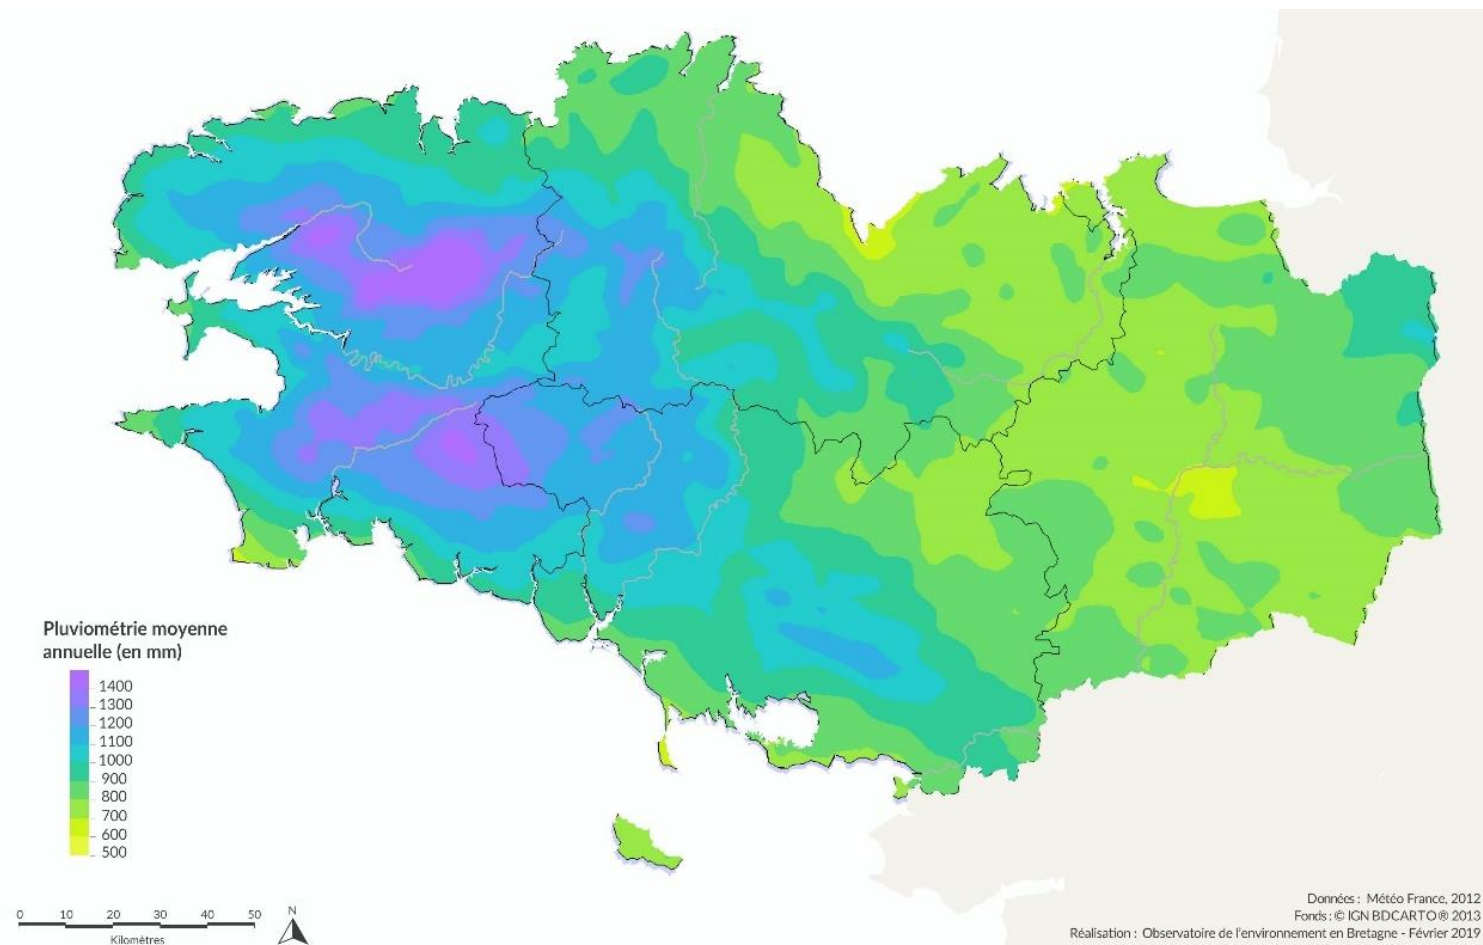 Pluviométrie moyenne
annuelle (en mm)
1400
1300
1200
1100
1000
900
800
700
600
500
0 10 20 30 40 50
Kilomètres
N
Données : Météo France, 2012
Fonds : © IGN BDCARTO® 2013
Réalisation : Observatoire de l'environnement en Bretagne - Février 2019